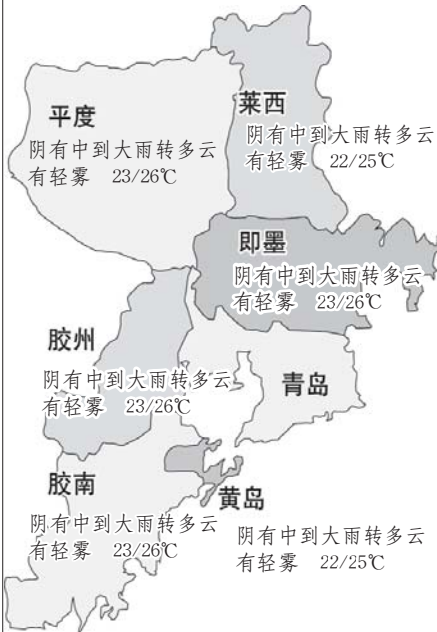 平度
阴有中到大雨转多云
有轻雾 23/26℃
莱西
阴有中到大雨转多云
有轻雾 22/25℃
即墨
阴有中到大雨转多云
有轻雾 23/26℃
胶州
阴有中到大雨转多云
有轻雾 23/26℃
青岛
胶南
阴有中到大雨转多云
有轻雾 23/26℃
黄岛
阴有中到大雨转多云
有轻雾 22/25℃